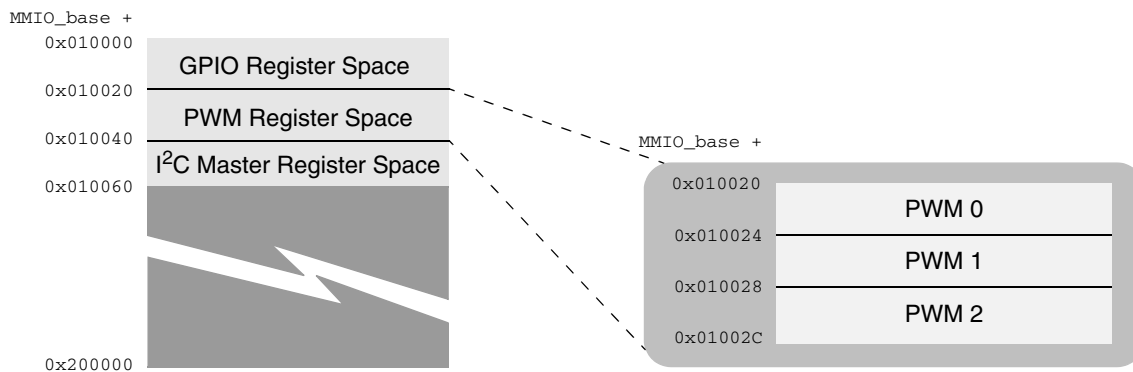 MMIO_base +
0x010000
GPIO Register Space
0x010020
PWM Register Space
0x010040
I²C Master Register Space
0x010060
0x200000
MMIO_base +
0x010020
PWM 0
0x010024
PWM 1
0x010028
PWM 2
0x01002C